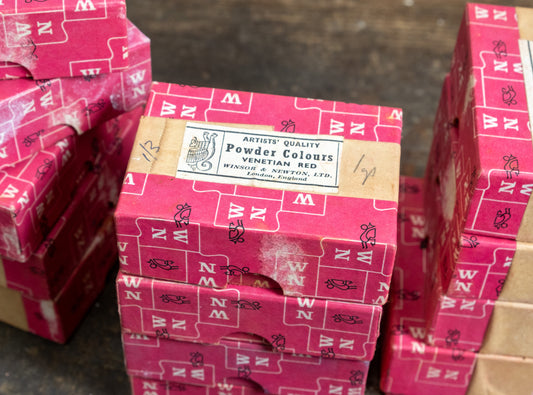 ARTISTS' QUALITY
Powder Colours
VENETIAN RED
WINSOR & NEWTON, LTD.
London, England
W N